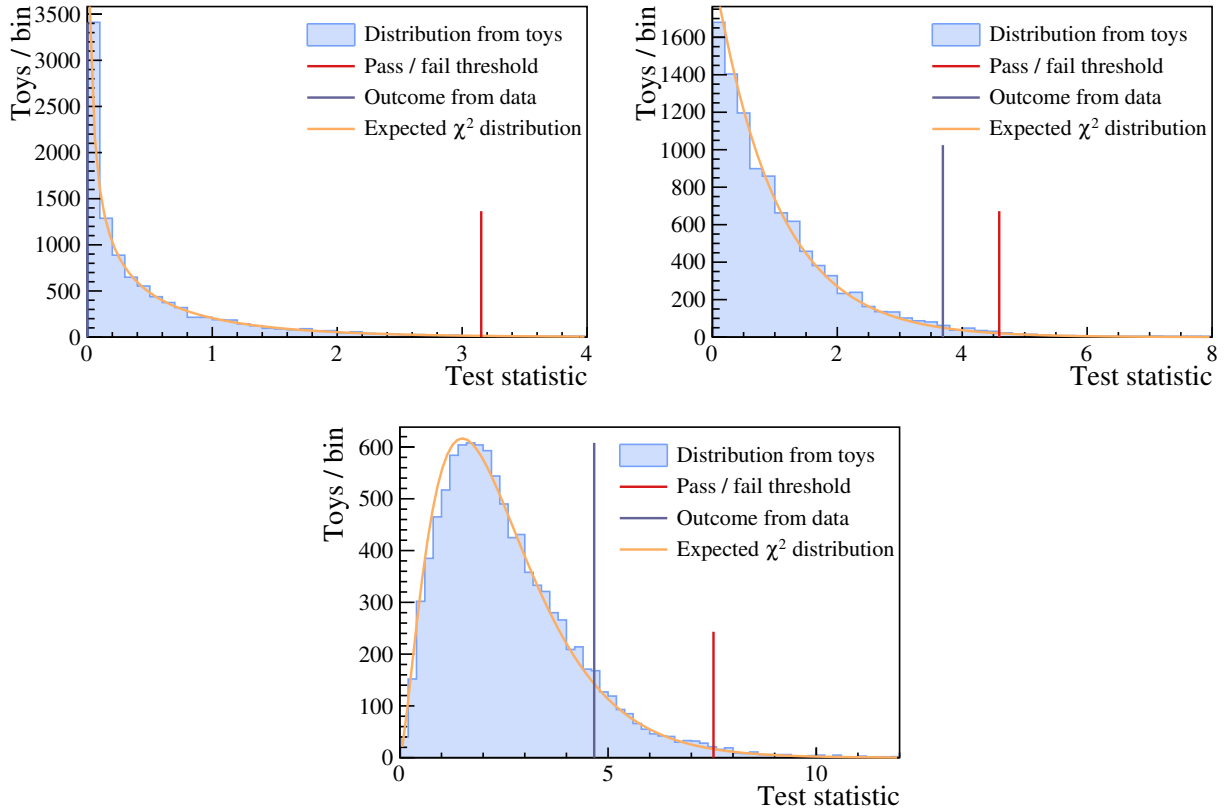 Toys / bin
3500
3000
2500
2000
1500
1000
500
0
Distribution from toys
Pass / fail threshold
Outcome from data
Expected χ² distribution
0 1 2 3 4
Test statistic
Toys / bin
1600
1400
1200
1000
800
600
400
200
0
Distribution from toys
Pass / fail threshold
Outcome from data
Expected χ² distribution
0 2 4 6 8
Test statistic
Toys / bin
600
500
400
300
200
100
0
Distribution from toys
Pass / fail threshold
Outcome from data
Expected χ² distribution
0 5 10
Test statistic